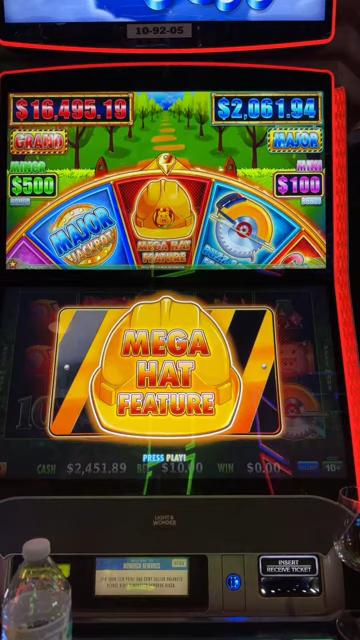 10-92-05
$16,495.19
$2,061.94
GRAND
MAJOR
MINOR
MINI
$500
$100
MAJOR
JACKPOT
MEGA HAT
FEATURE
MEGA
HAT
FEATURE
PRESS PLAY!
CASH $2,451.89 BET $10.00 WIN $0.00
LIGHT &
WONDER
INSERT
RECEIVE TICKET